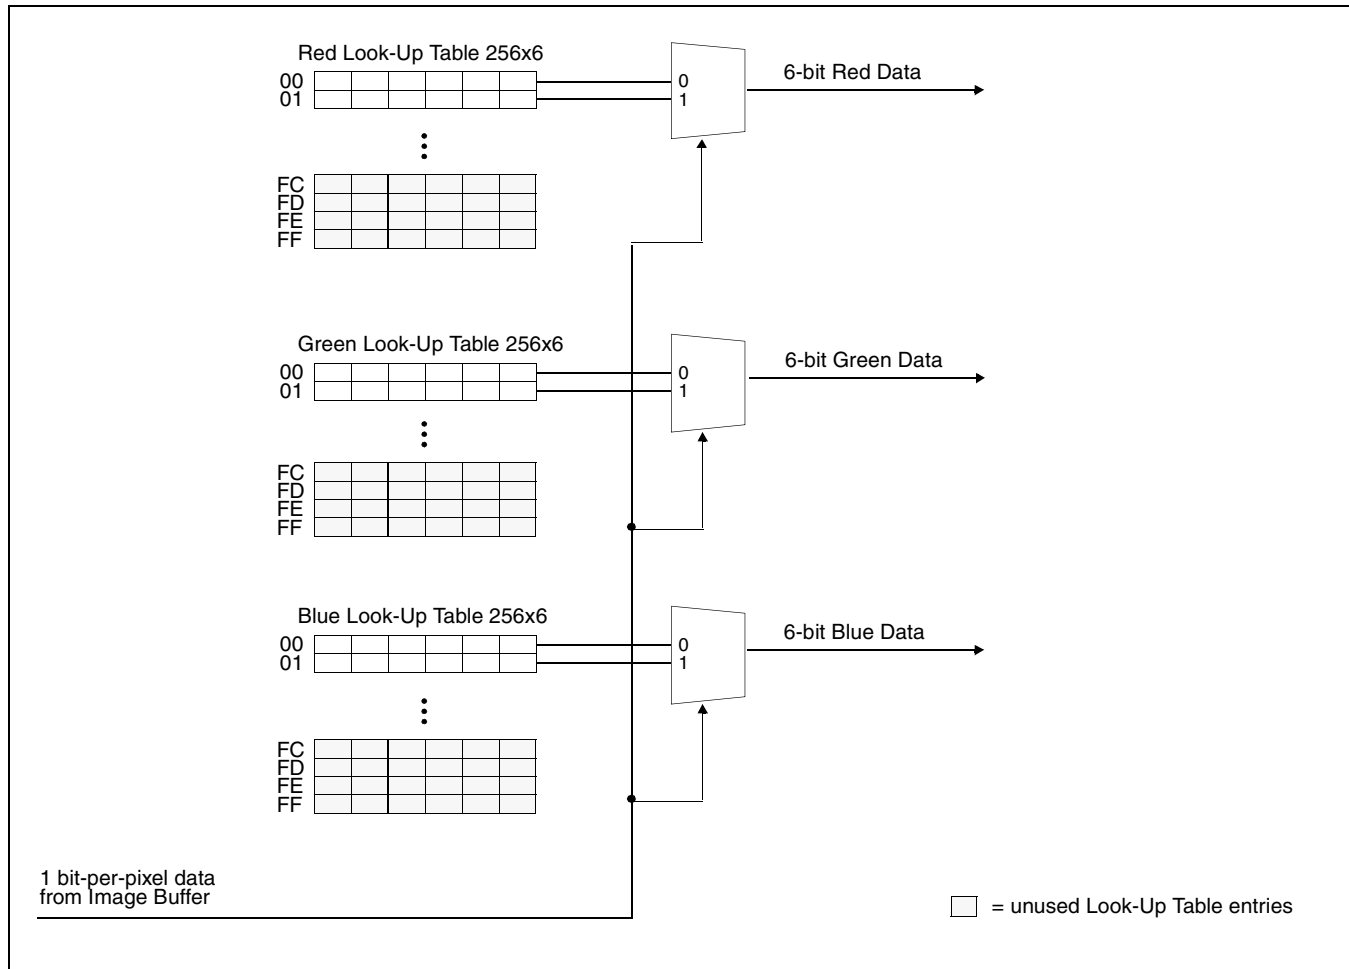 Red Look-Up Table 256x6
00
01
FC
FD
FE
FF
0
1
6-bit Red Data
Green Look-Up Table 256x6
00
01
FC
FD
FE
FF
0
1
6-bit Green Data
Blue Look-Up Table 256x6
00
01
FC
FD
FE
FF
0
1
6-bit Blue Data
1 bit-per-pixel data
from Image Buffer
= unused Look-Up Table entries